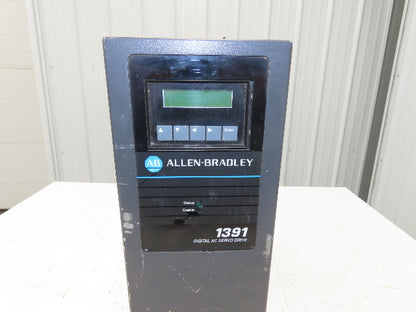 Enter
AB
ALLEN-BRADLEY
Status
Enable
1391
DIGITAL AC SERVO DRIVE